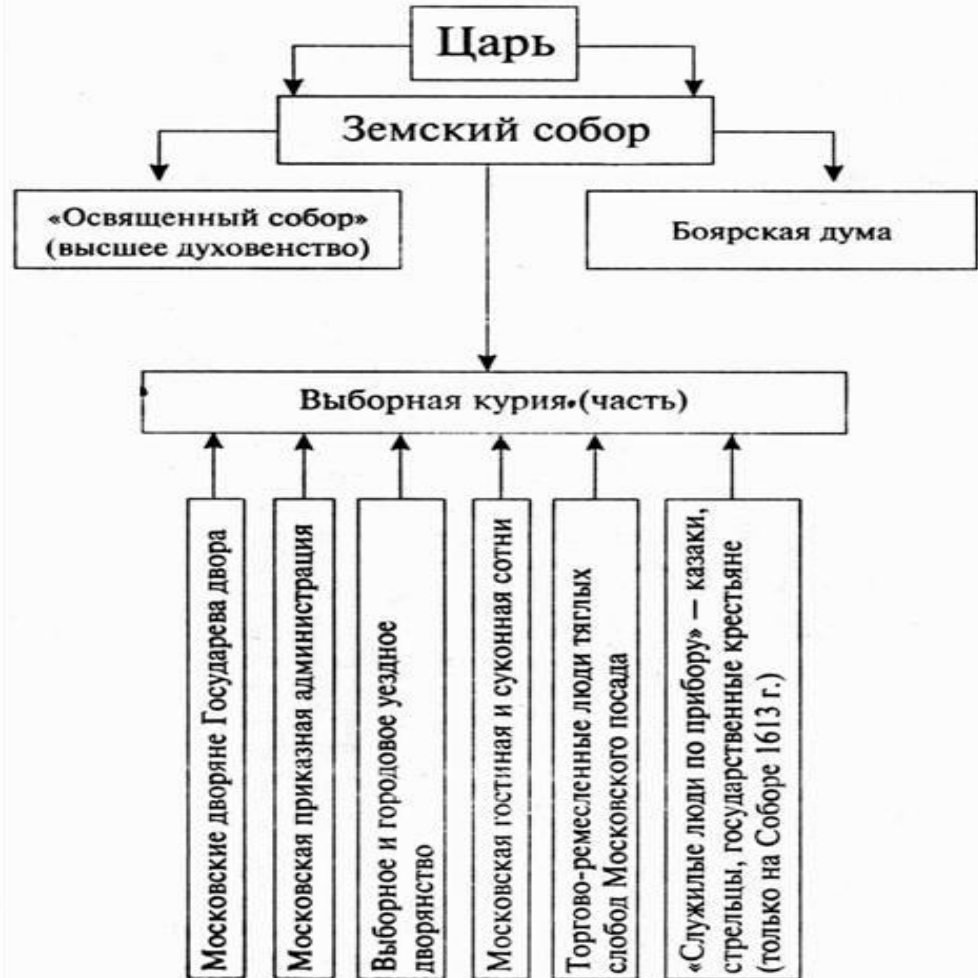 Царь
Земский собор
«Освященный собор»
(высшее духовенство)
Боярская дума
Выборная курия.(часть)
Московские дворяне Государева двора
Московская приказная администрация
Выборное и городовое уездное
дворянство
Московская гостиная и суконная сотни
Торгово-ремесленные люди тяглых
слобод Московского посада
«Служилые люди по прибору» — казаки,
стрельцы, государственные крестьяне
(только на Соборе 1613 г.)